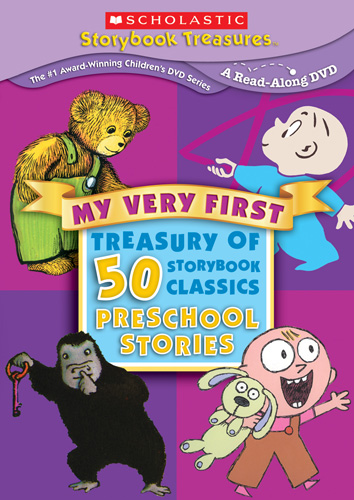 SCHOLASTIC
Storybook Treasures™
The #1 Award-Winning Children's DVD Series
A Read-Along DVD
MY VERY FIRST
TREASURY OF
50 STORYBOOK
CLASSICS
PRESCHOOL
STORIES